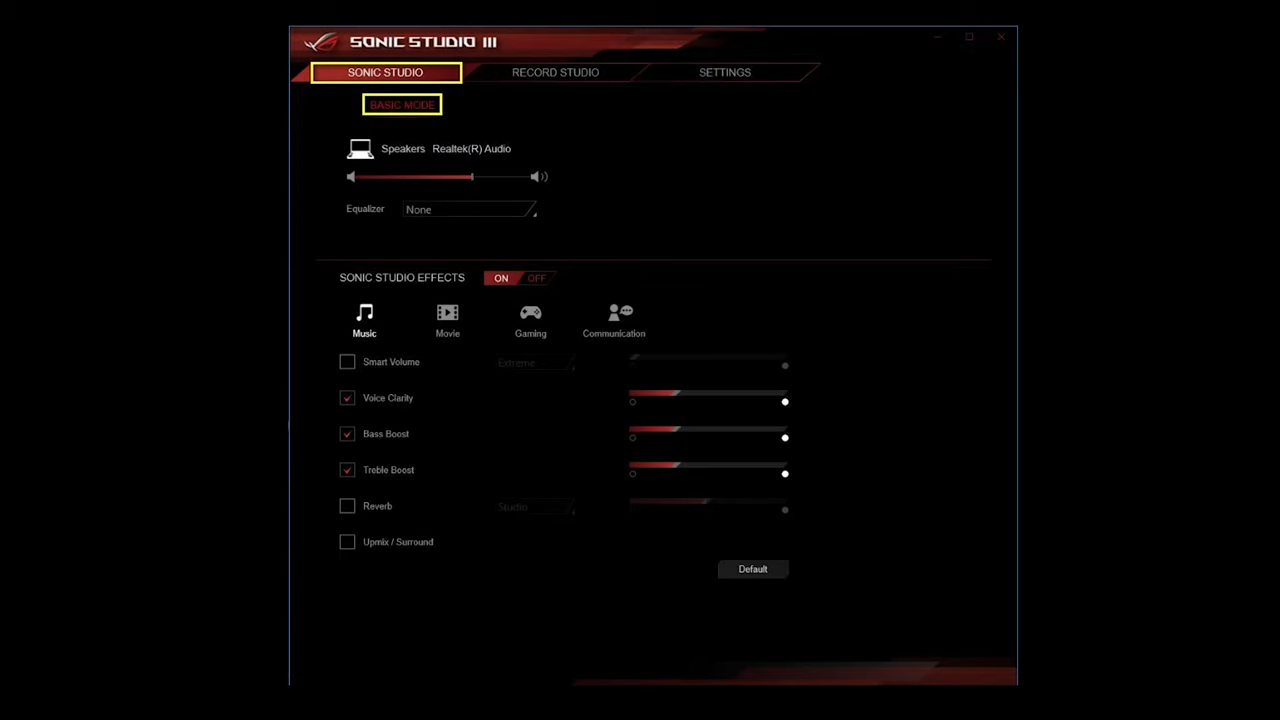 SONIC STUDIO III
SONIC STUDIO RECORD STUDIO SETTINGS
BASIC MODE
Speakers Realtek(R) Audio
Equalizer None
SONIC STUDIO EFFECTS ON OFF
Music Movie Gaming Communication
Smart Volume Extreme
Voice Clarity
Bass Boost
Treble Boost
Reverb Studio
Upmix / Surround
Default